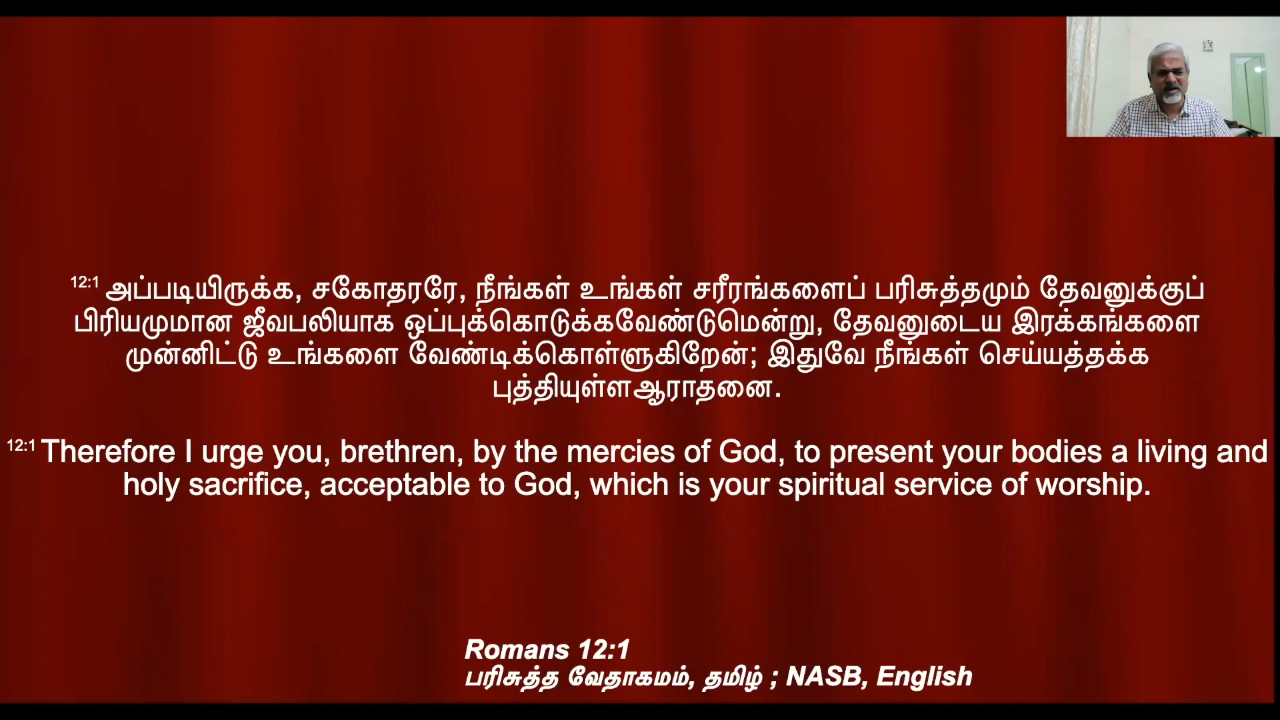 12:1 அப்படியிருக்க, சகோதரரே, நீங்கள் உங்கள் சரீரங்களைப் பரிசுத்தமும் தேவனுக்குப்
பிரியமுமான ஜீவபலியாக ஒப்புக்கொடுக்கவேண்டுமென்று, தேவனுடைய இரக்கங்களை
முன்னிட்டு உங்களை வேண்டிக்கொள்ளுகிறேன்; இதுவே நீங்கள் செய்யத்தக்க
புத்தியுள்ளஆராதனை.
12:1 Therefore I urge you, brethren, by the mercies of God, to present your bodies a living and
holy sacrifice, acceptable to God, which is your spiritual service of worship.
Romans 12:1
பரிசுத்த வேதாகமம், தமிழ் ; NASB, English